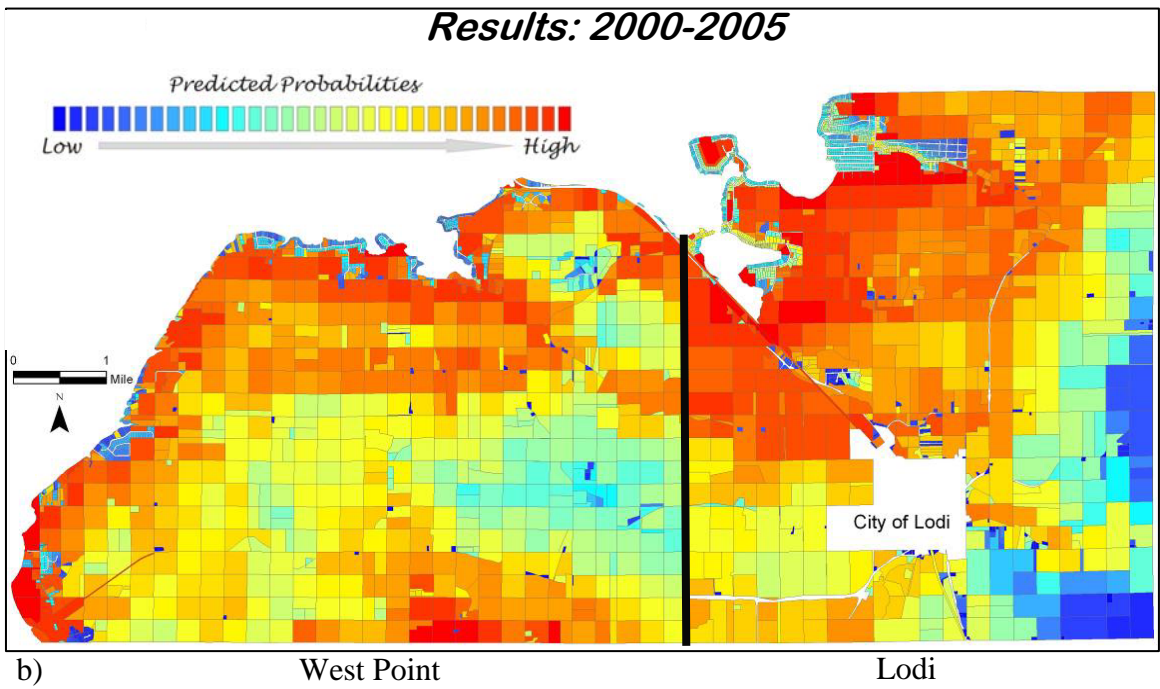 Results: 2000-2005
Predicted Probabilities
Low High
0 1
Mile
N
City of Lodi
b) West Point Lodi